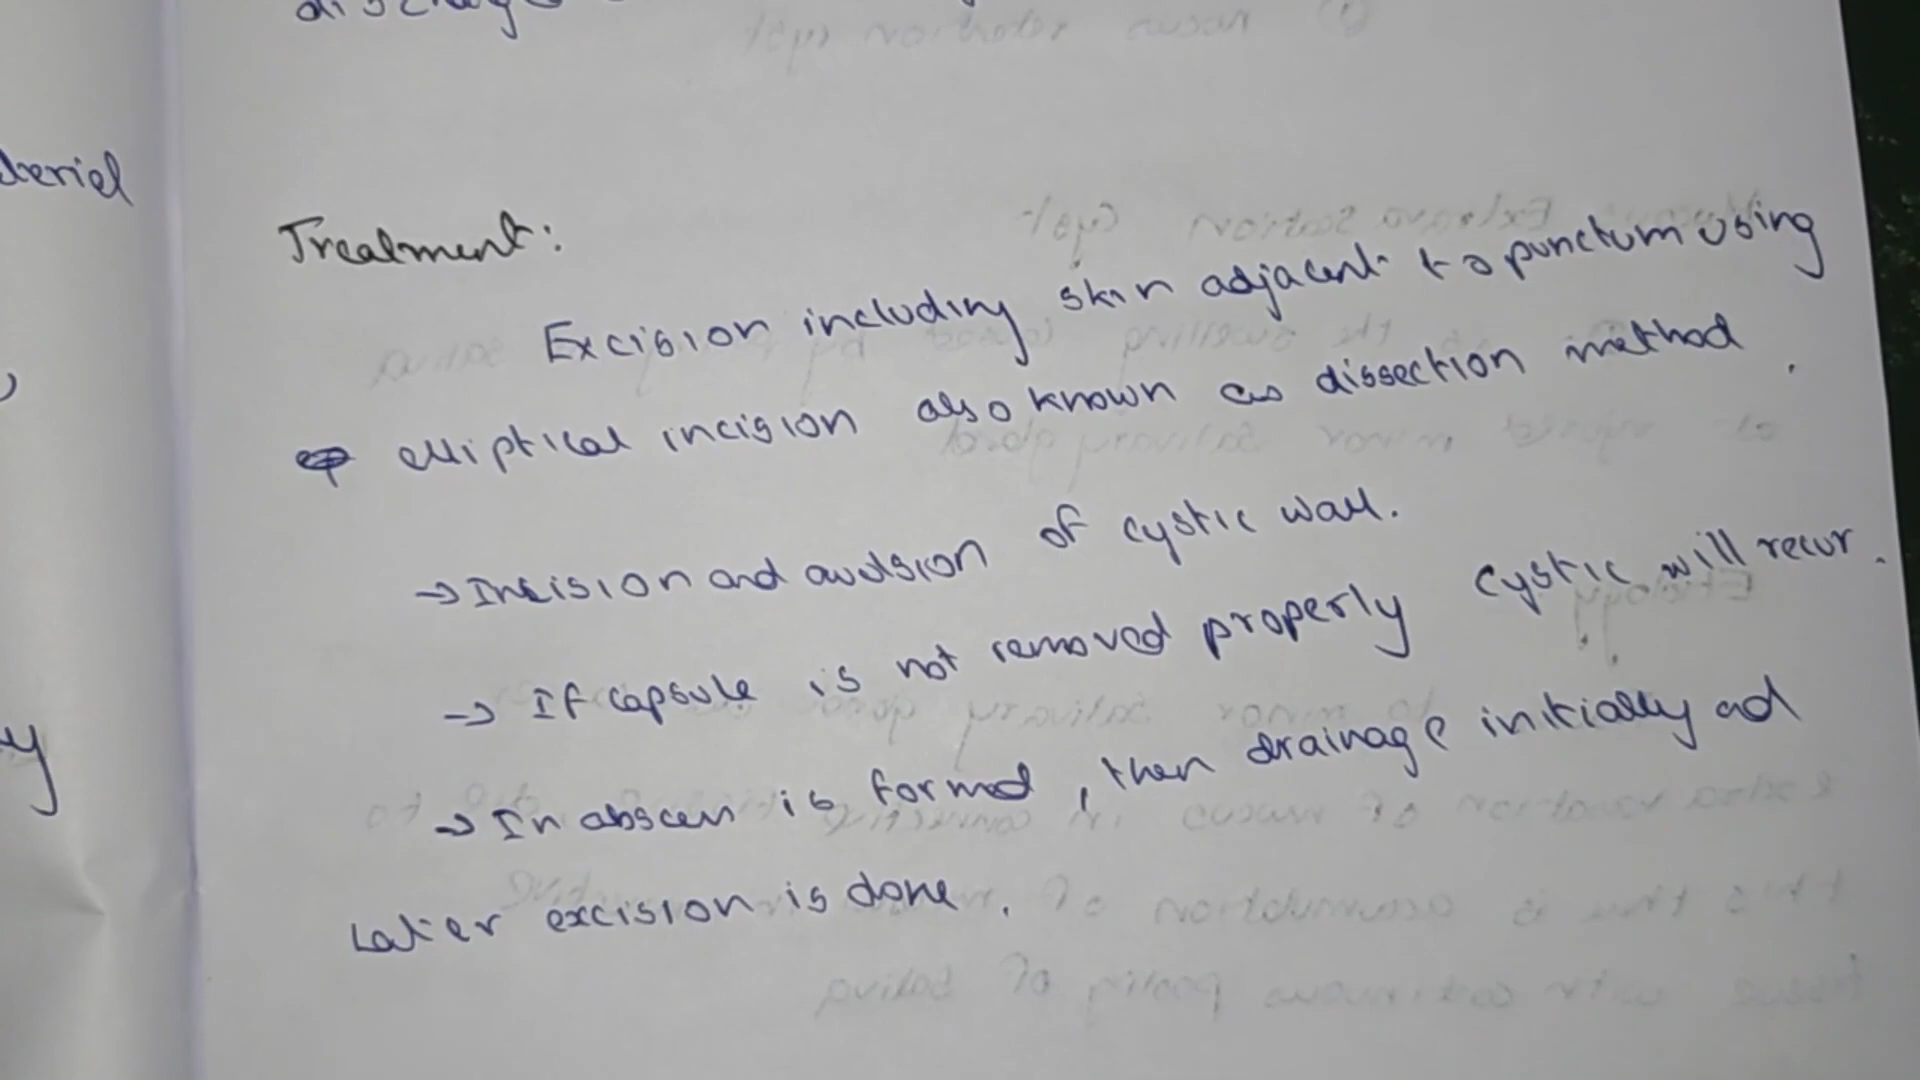 Treatment:
Excision including skin adjacent to punctum using
elliptical incision also known as dissection method
→ Incision and avulsion of cystic wall.
→ If capsule is not removed properly cystic will recur.
→ In abscess is formed, then drainage initially ad
Later excision is done.